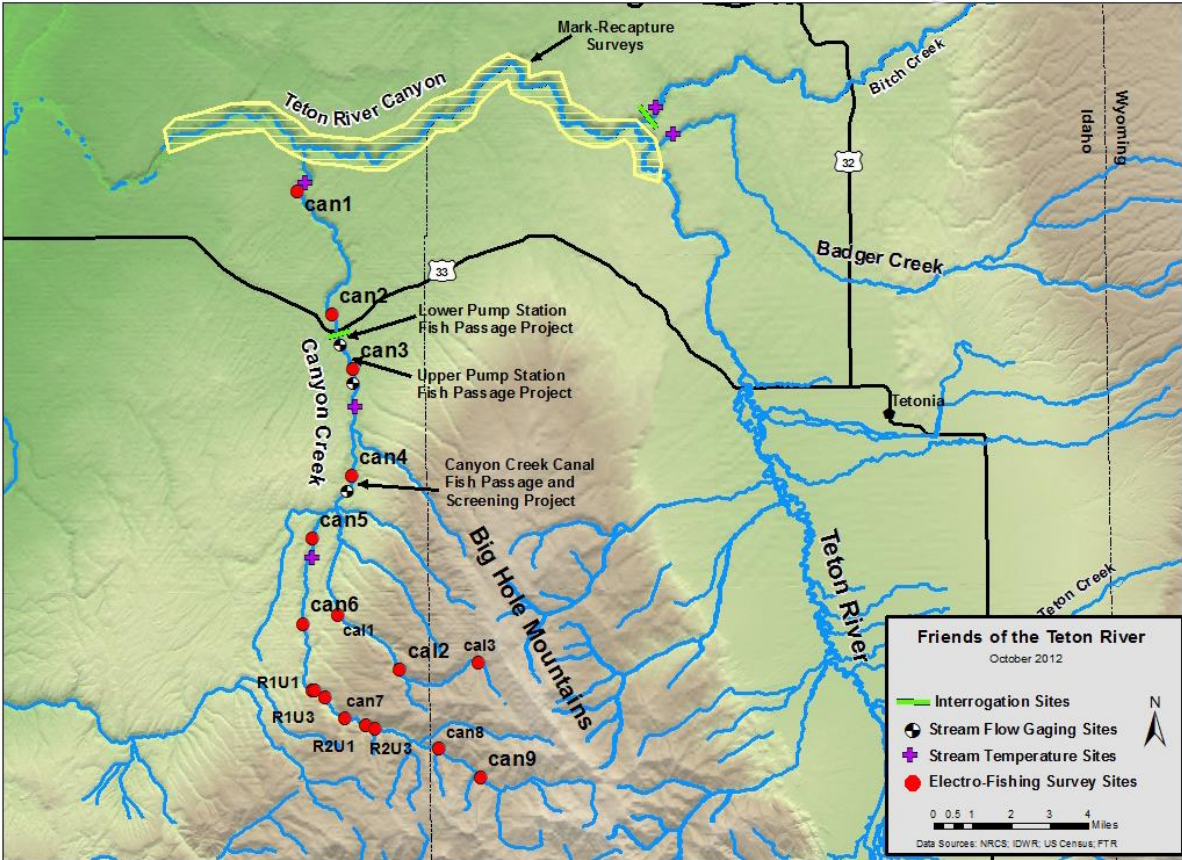 Mark-Recapture
Surveys
Teton River Canyon
Bitch Creek
Wyoming
Idaho
32
can1
Badger Creek
33
can2
Lower Pump Station
Fish Passage Project
can3
Canyon Creek
Upper Pump Station
Fish Passage Project
Tetonia
can4
Canyon Creek Canal
Fish Passage and
Screening Project
can5
Big Hole Mountains
Teton River
Teton Creek
can6
cal1
cal2
cal3
R1U1
can7
R1U3
R2U1
R2U3
can8
can9
Friends of the Teton River
October 2012
Interrogation Sites
N
Stream Flow Gaging Sites
Stream Temperature Sites
Electro-Fishing Survey Sites
0 0.5 1 2 3 4
Miles
Data Sources: NRCS; IDWR; US Census; FTR